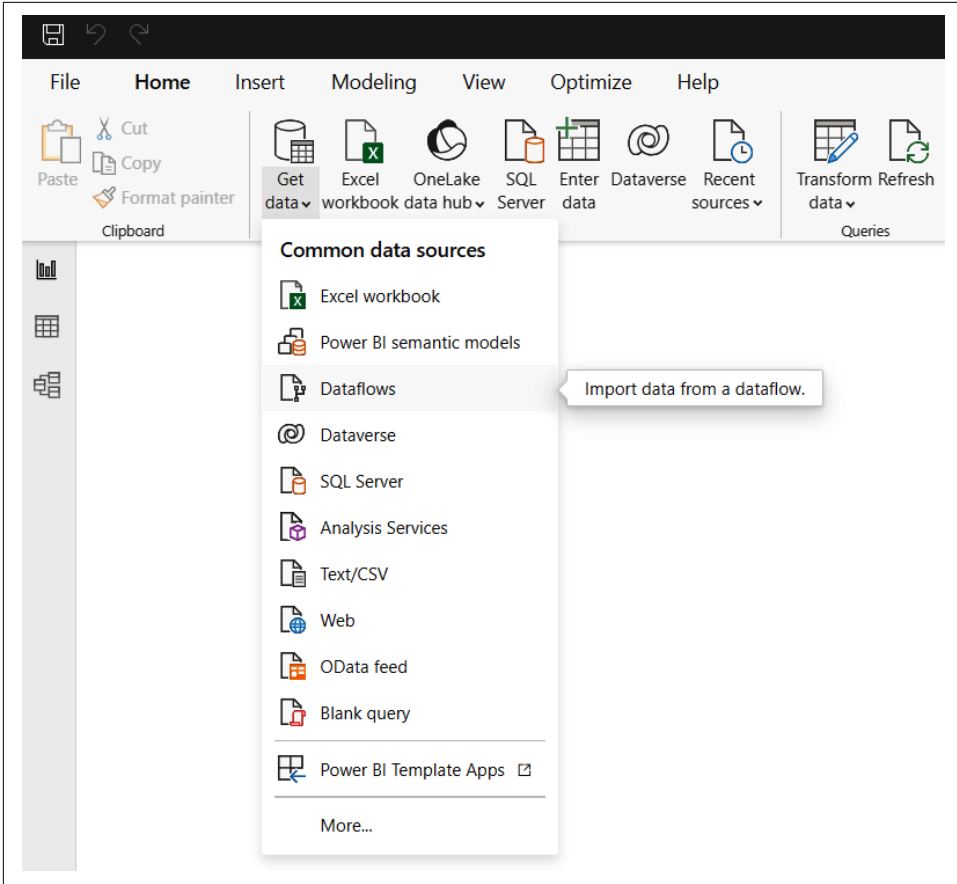 File Home Insert Modeling View Optimize Help
Paste
Cut
Copy
Format painter
Clipboard
Get
data
Excel
workbook
OneLake
data hub
SQL
Server
Enter
data
Dataverse
Recent
sources
Transform
data
Refresh
Queries
Common data sources
Excel workbook
Power BI semantic models
Dataflows
Import data from a dataflow.
Dataverse
SQL Server
Analysis Services
Text/CSV
Web
OData feed
Blank query
Power BI Template Apps
More...